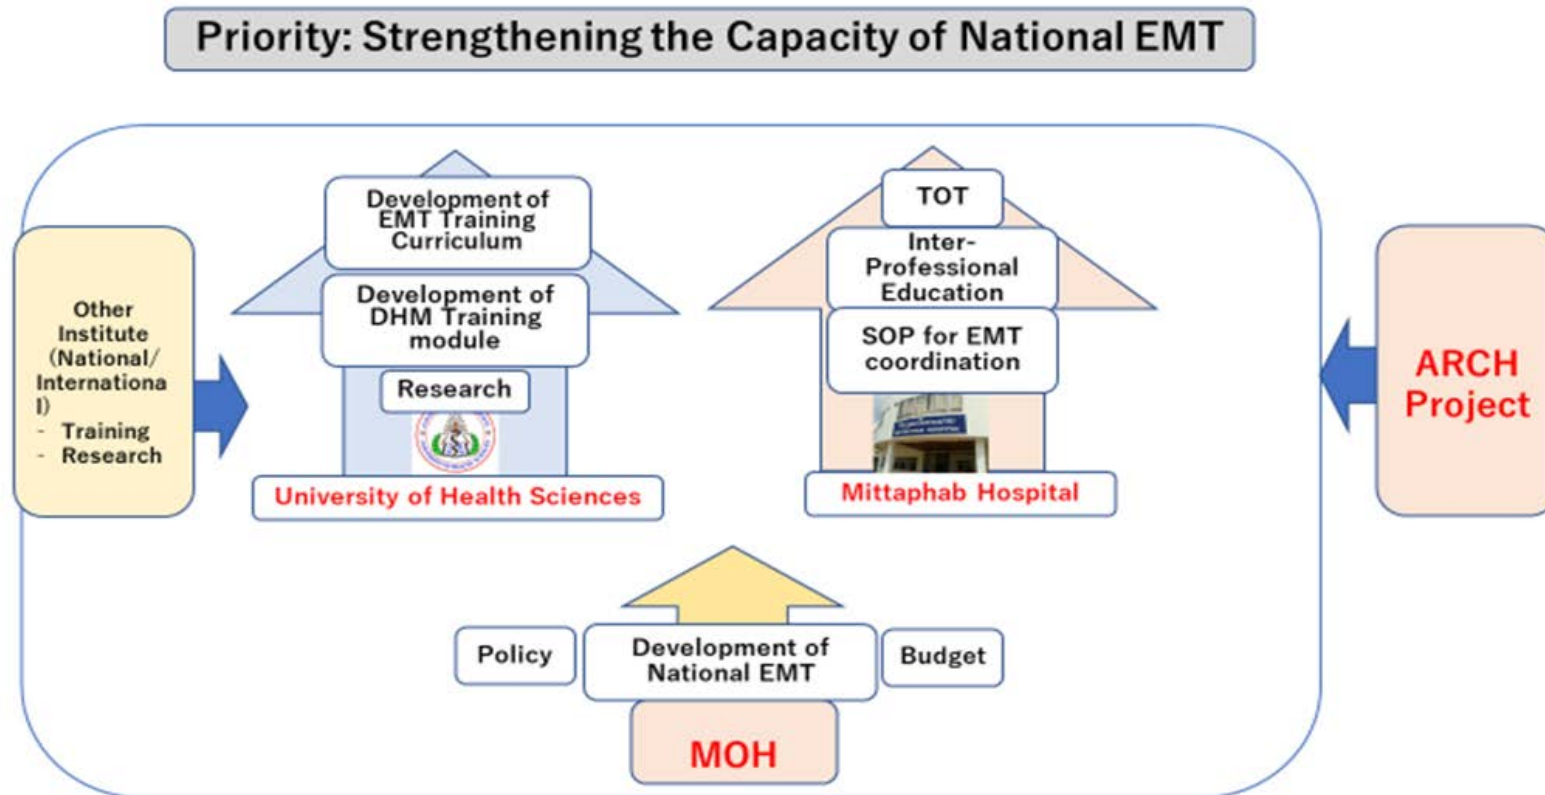 Priority: Strengthening the Capacity of National EMT
Development of
EMT Training
Curriculum
Development of
DHM Training
module
Research
University of Health Sciences
TOT
Inter-
Professional
Education
SOP for EMT
coordination
Mittaphab Hospital
Other
Institute
(National/
Internationa
l)
- Training
- Research
ARCH
Project
Policy
Development of
National EMT
Budget
MOH